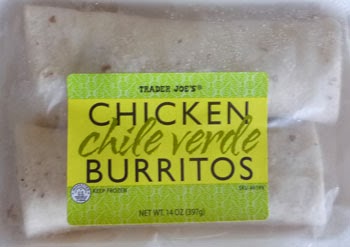 TRADER JOE'S®
CHICKEN
chile verde
BURRITOS
KEEP FROZEN
NET WT. 14 OZ (397g)